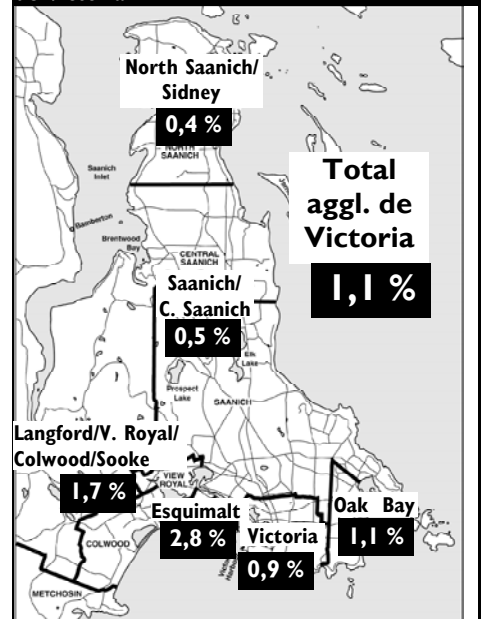 North Saanich/
Sidney
0,4 %
NORTH
SAANICH
Saanich
Inlet
Total
aggl. de
Victoria
1,1 %
Bamberton
Brentwood
Bay
CENTRAL
SAANICH
Saanich/
C. Saanich
0,5 %
Elk
Lake
Prospect
Lake
SAANICH
Langford/V. Royal/
Colwood/Sooke
1,7 %
VIEW
ROYAL
Esquimalt
2,8 %
Victoria
0,9 %
Oak Bay
1,1 %
COLWOOD
METCHOSIN